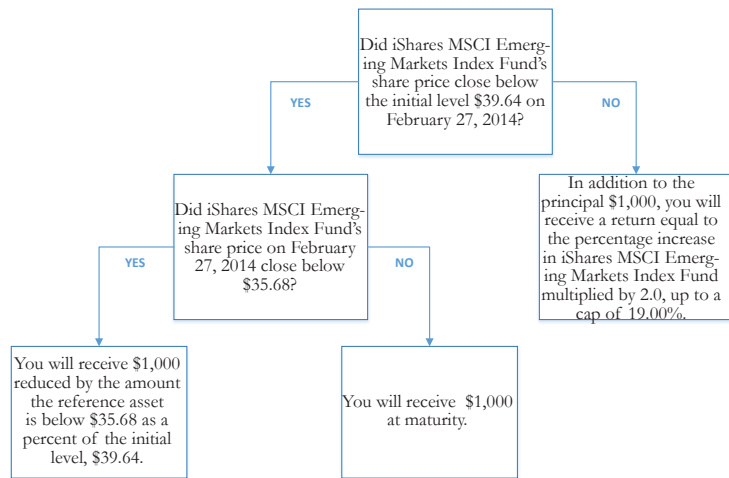 Did iShares MSCI Emerg-
ing Markets Index Fund's
share price close below
the initial level $39.64 on
February 27, 2014?
YES
NO
Did iShares MSCI Emerg-
ing Markets Index Fund's
share price on February
27, 2014 close below
$35.68?
In addition to the
principal $1,000, you will
receive a return equal to
the percentage increase
in iShares MSCI Emerg-
ing Markets Index Fund
multiplied by 2.0, up to a
cap of 19.00%.
YES
NO
You will receive $1,000
reduced by the amount
the reference asset
is below $35.68 as a
percent of the initial
level, $39.64.
You will receive $1,000
at maturity.